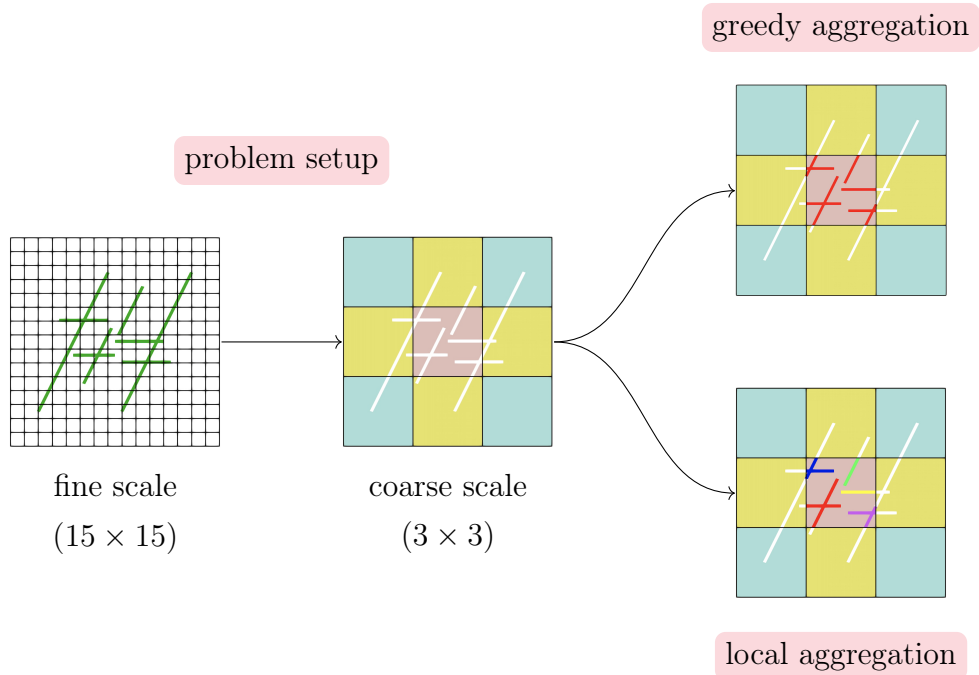 greedy aggregation
problem setup
fine scale
(15 × 15)
coarse scale
(3 × 3)
local aggregation